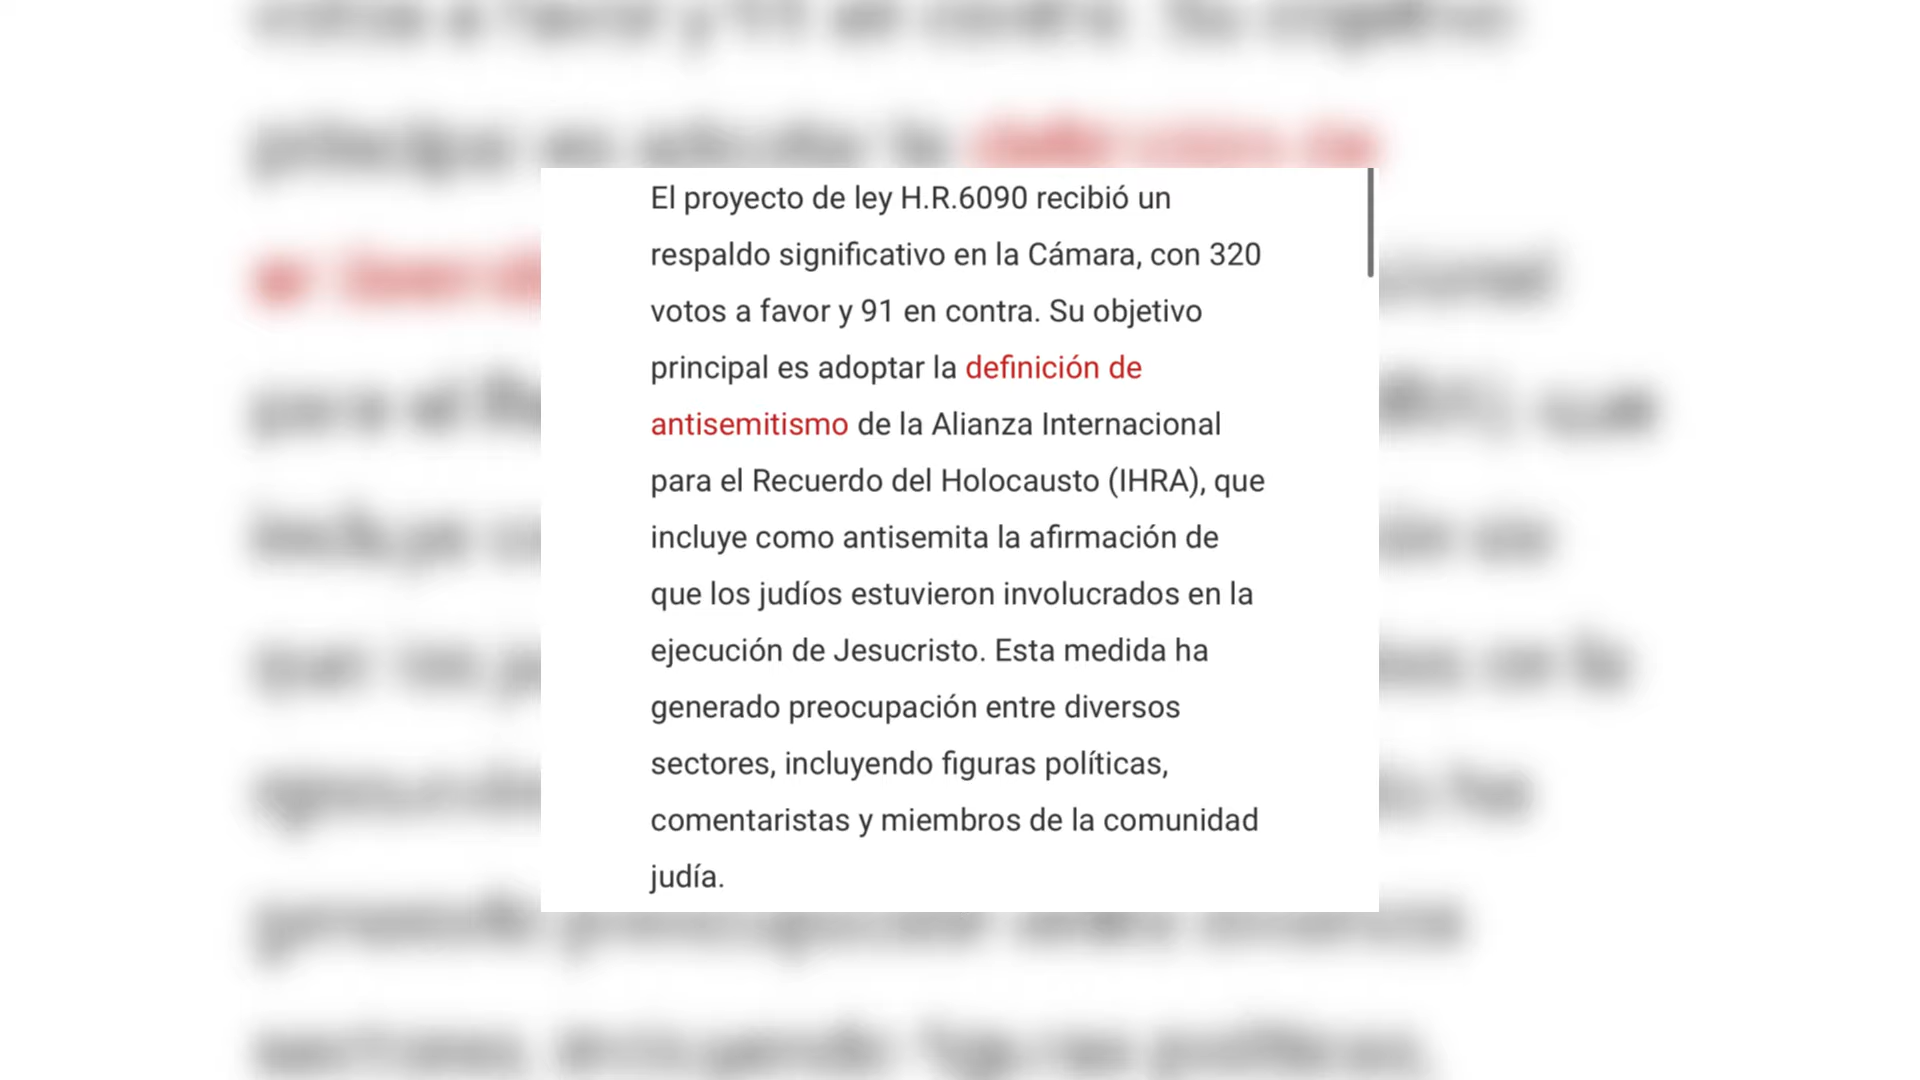 El proyecto de ley H.R.6090 recibió un
respaldo significativo en la Cámara, con 320
votos a favor y 91 en contra. Su objetivo
principal es adoptar la definición de
antisemitismo de la Alianza Internacional
para el Recuerdo del Holocausto (IHRA), que
incluye como antisemita la afirmación de
que los judíos estuvieron involucrados en la
ejecución de Jesucristo. Esta medida ha
generado preocupación entre diversos
sectores, incluyendo figuras políticas,
comentaristas y miembros de la comunidad
judía.